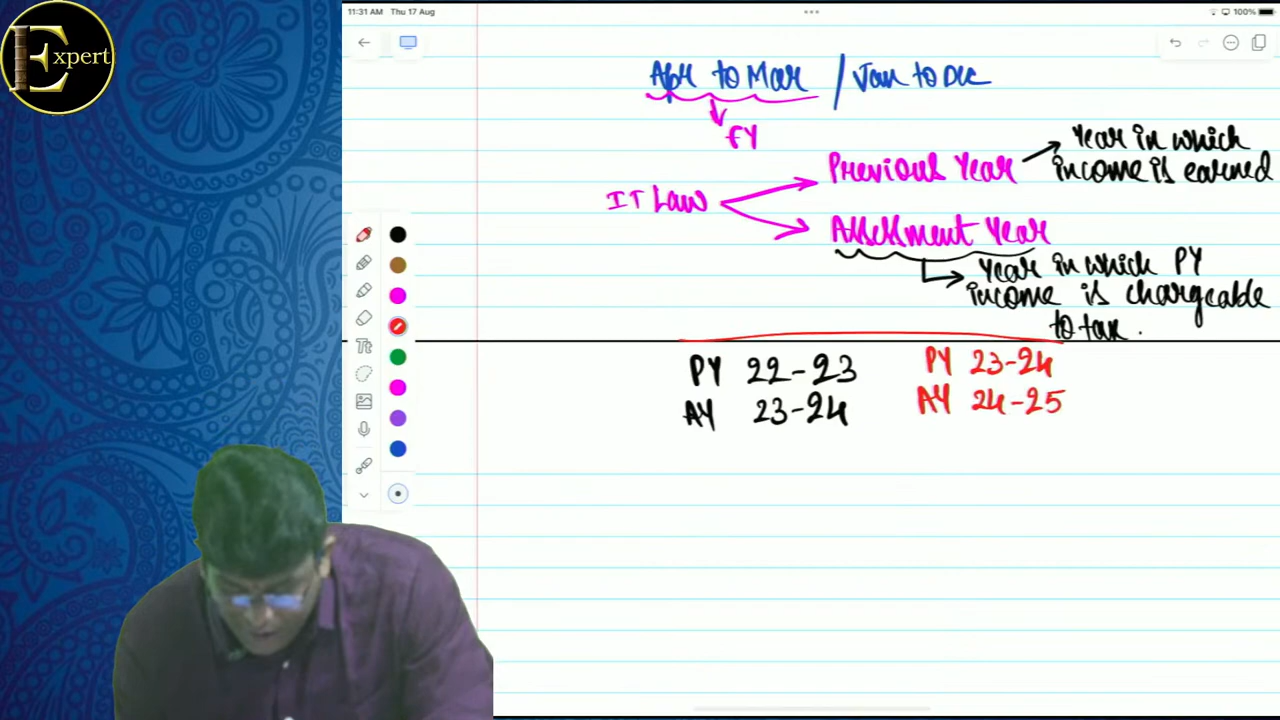 Expert
11:31 AM Thu 17 Aug
100%
Apr to Mar / Jan to Dec
FY
IT Law
Previous Year
Year in which
income is earned
Assessment Year
Year in which PY
income is chargeable
to tax.
PY 22-23
AY 23-24
PY 23-24
AY 24-25